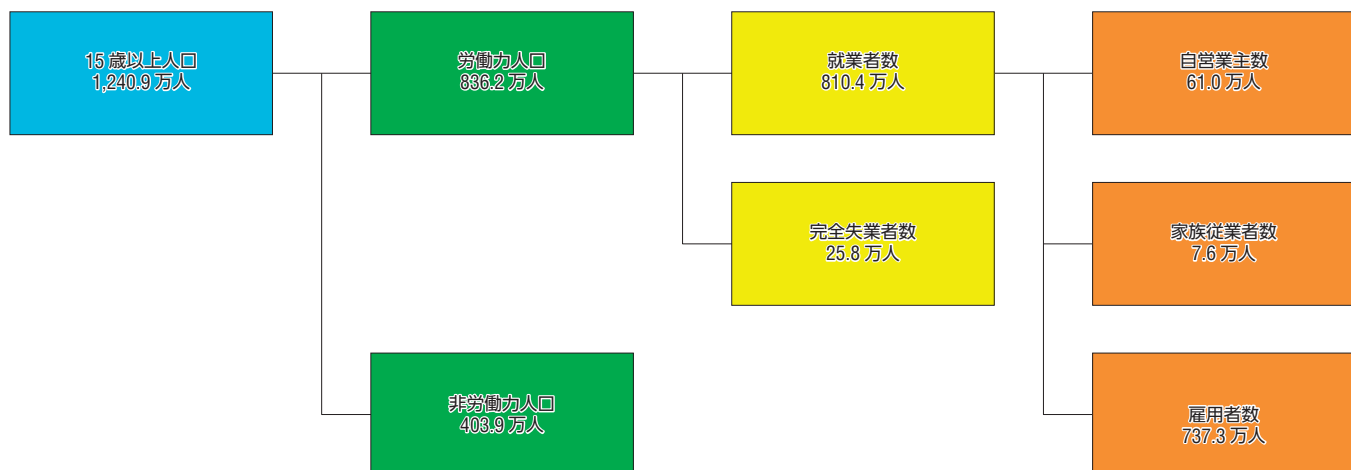 15 歳以上人口
1,240.9 万人
労働力人口
836.2 万人
就業者数
810.4 万人
自営業主数
61.0 万人
完全失業者数
25.8 万人
家族従業者数
7.6 万人
非労働力人口
403.9 万人
雇用者数
737.3 万人